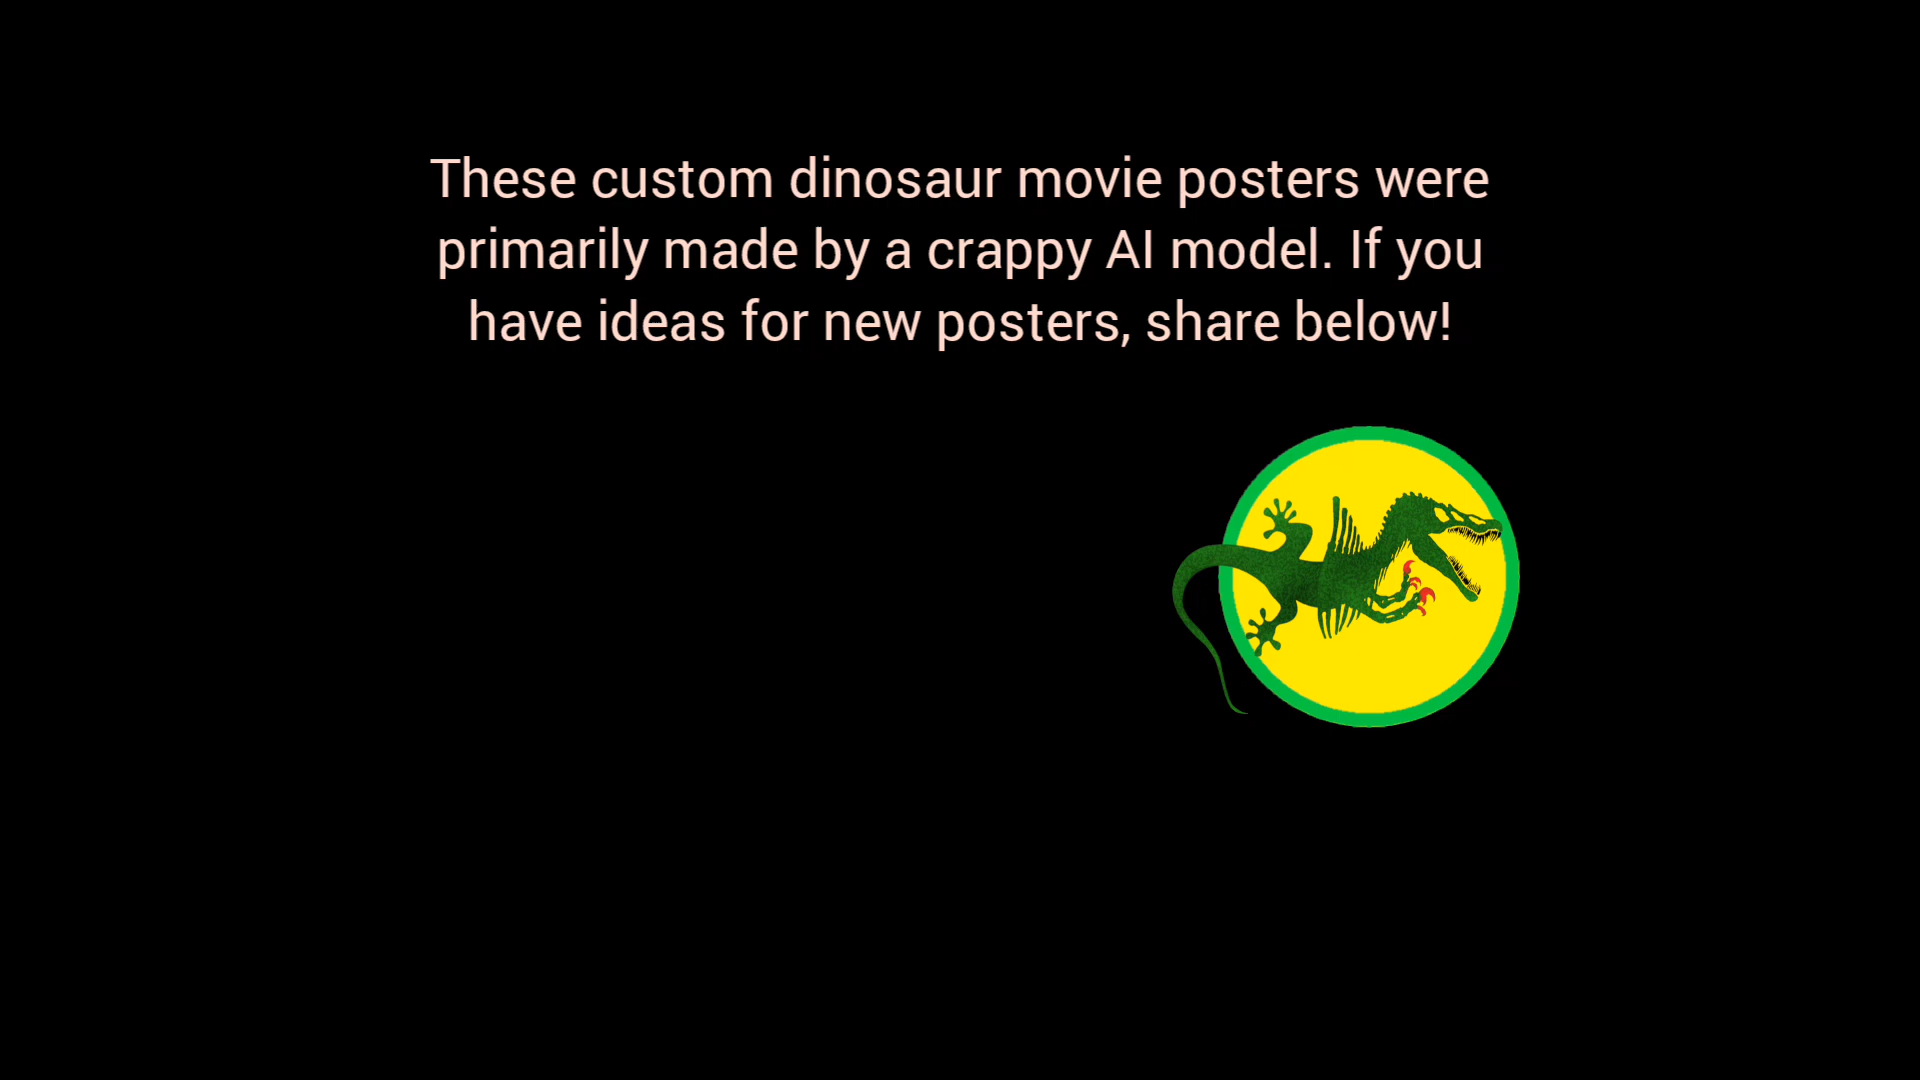 These custom dinosaur movie posters were
primarily made by a crappy AI model. If you
have ideas for new posters, share below!